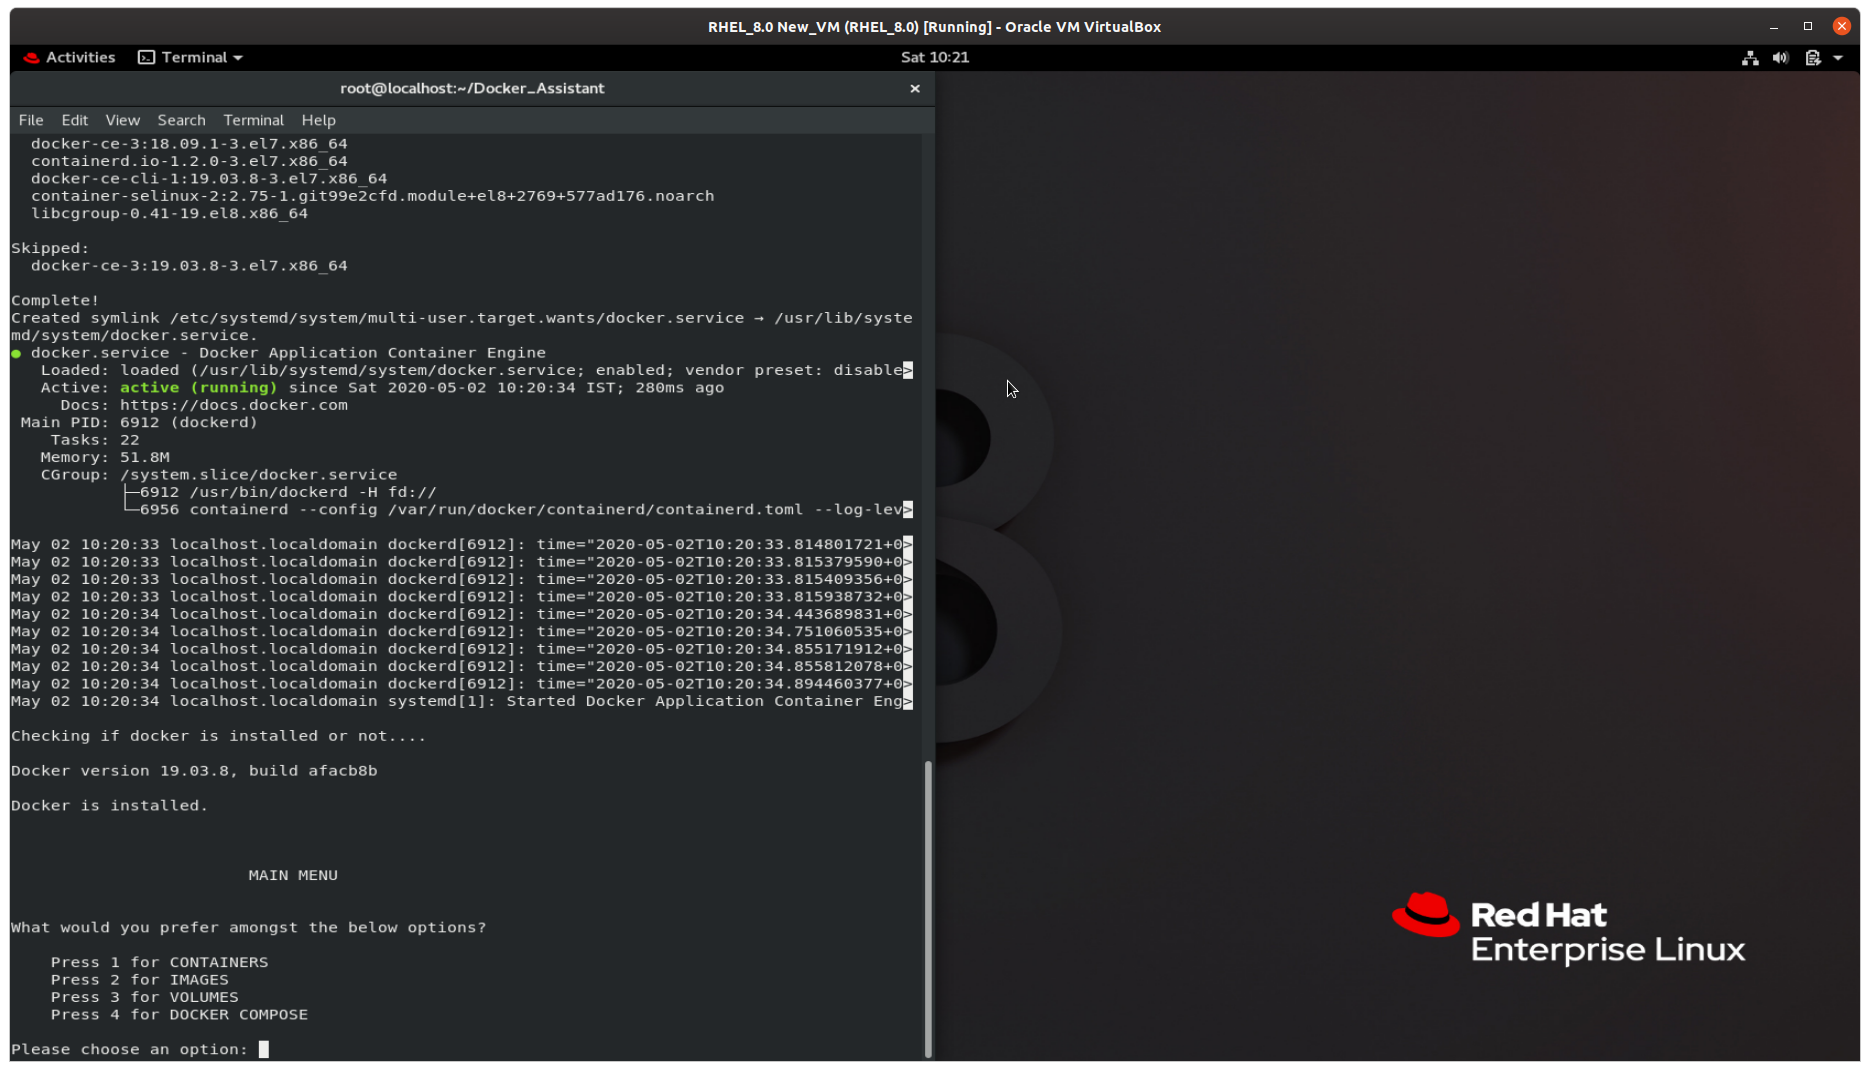 RHEL_8.0 New_VM (RHEL_8.0) [Running] - Oracle VM VirtualBox
Activities Terminal Sat 10:21
root@localhost:~/Docker_Assistant
File Edit View Search Terminal Help
docker-ce-3:18.09.1-3.el7.x86_64
containerd.io-1.2.0-3.el7.x86_64
docker-ce-cli-1:19.03.8-3.el7.x86_64
container-selinux-2:2.75-1.git99e2cfd.module+el8+2769+577ad176.noarch
libcgroup-0.41-19.el8.x86_64
Skipped:
docker-ce-3:19.03.8-3.el7.x86_64
Complete!
Created symlink /etc/systemd/system/multi-user.target.wants/docker.service → /usr/lib/syste
md/system/docker.service.
● docker.service - Docker Application Container Engine
Loaded: loaded (/usr/lib/systemd/system/docker.service; enabled; vendor preset: disable>
Active: active (running) since Sat 2020-05-02 10:20:34 IST; 280ms ago
Docs: https://docs.docker.com
Main PID: 6912 (dockerd)
Tasks: 22
Memory: 51.8M
CGroup: /system.slice/docker.service
├─6912 /usr/bin/dockerd -H fd://
└─6956 containerd --config /var/run/docker/containerd/containerd.toml --log-lev>
May 02 10:20:33 localhost.localdomain dockerd[6912]: time="2020-05-02T10:20:33.814801721+0>
May 02 10:20:33 localhost.localdomain dockerd[6912]: time="2020-05-02T10:20:33.815379590+0>
May 02 10:20:33 localhost.localdomain dockerd[6912]: time="2020-05-02T10:20:33.815409356+0>
May 02 10:20:33 localhost.localdomain dockerd[6912]: time="2020-05-02T10:20:33.815938732+0>
May 02 10:20:34 localhost.localdomain dockerd[6912]: time="2020-05-02T10:20:34.443689831+0>
May 02 10:20:34 localhost.localdomain dockerd[6912]: time="2020-05-02T10:20:34.751060535+0>
May 02 10:20:34 localhost.localdomain dockerd[6912]: time="2020-05-02T10:20:34.855171912+0>
May 02 10:20:34 localhost.localdomain dockerd[6912]: time="2020-05-02T10:20:34.855812078+0>
May 02 10:20:34 localhost.localdomain dockerd[6912]: time="2020-05-02T10:20:34.894460377+0>
May 02 10:20:34 localhost.localdomain systemd[1]: Started Docker Application Container Eng>
Checking if docker is installed or not....
Docker version 19.03.8, build afacb8b
Docker is installed.
MAIN MENU
What would you prefer amongst the below options?
Press 1 for CONTAINERS
Press 2 for IMAGES
Press 3 for VOLUMES
Press 4 for DOCKER COMPOSE
Please choose an option:
Red Hat
Enterprise Linux